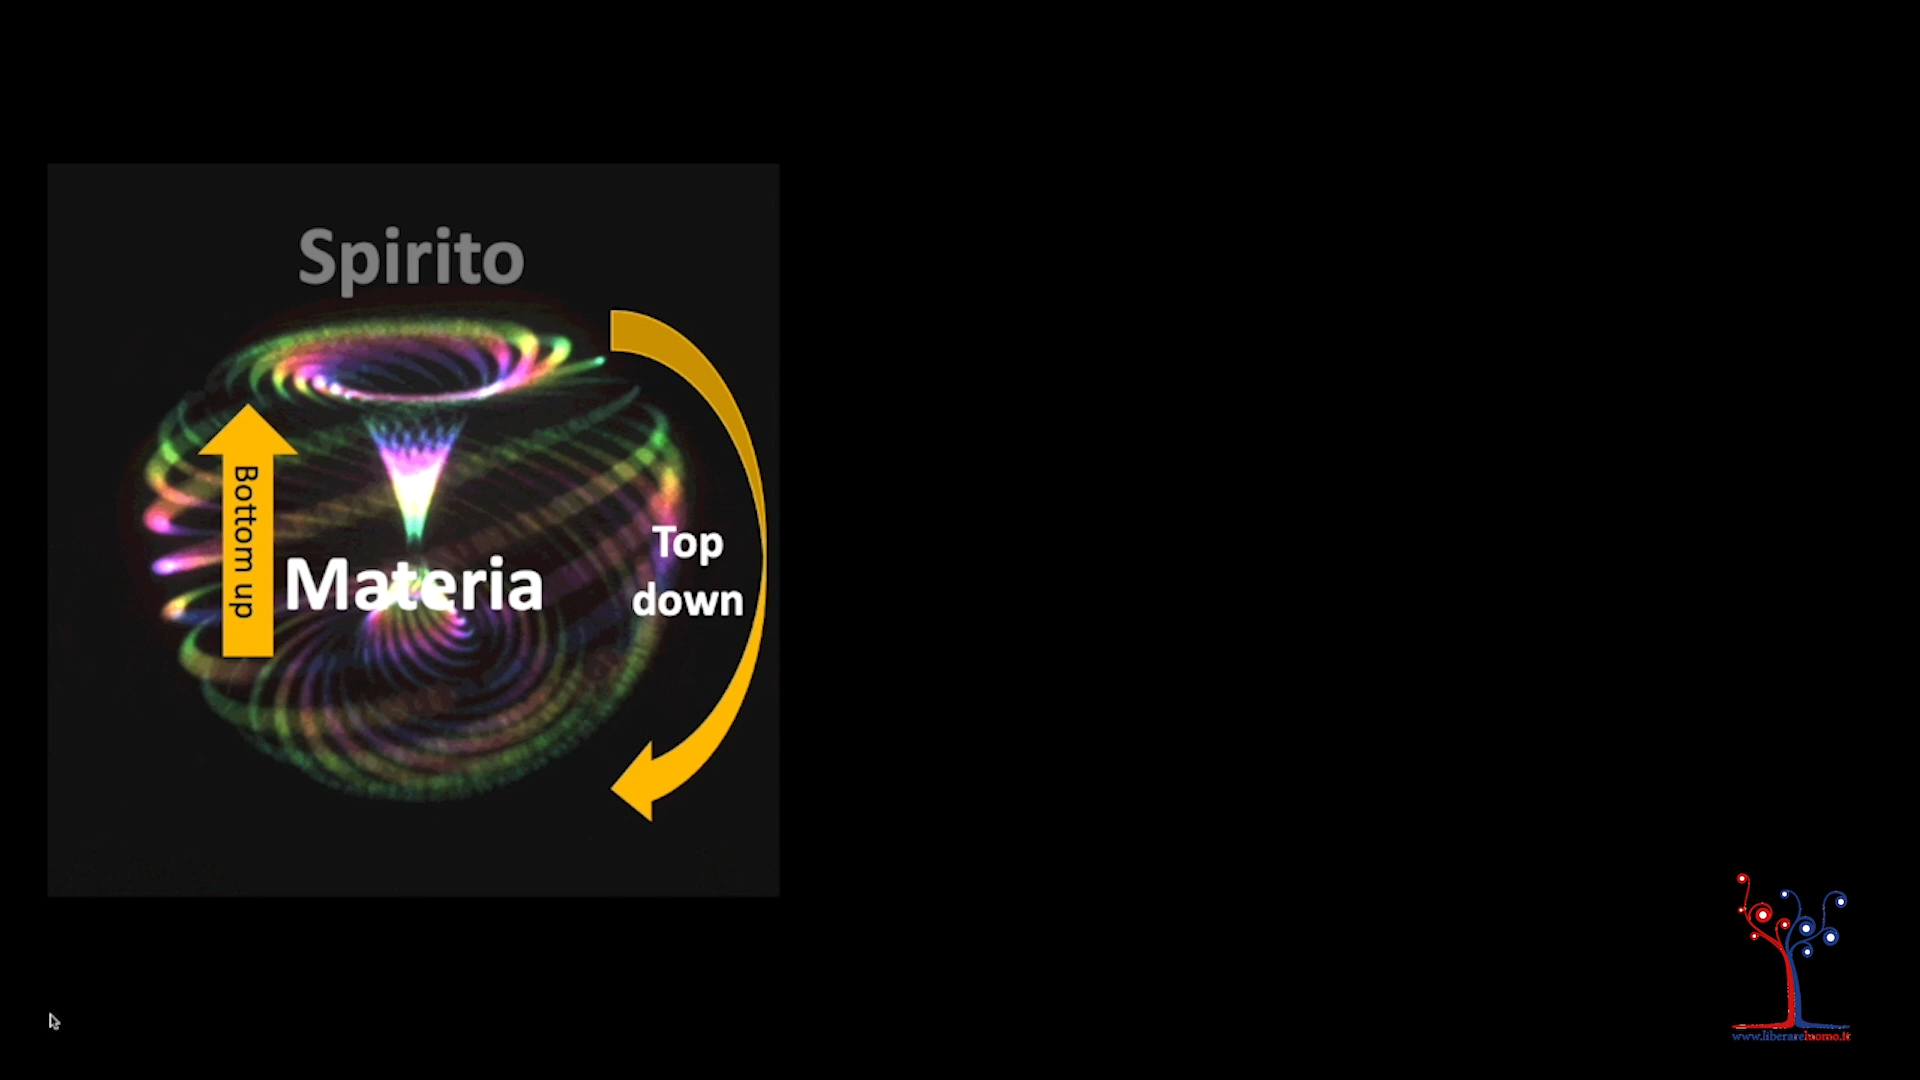 Spirito
Bottom up
Materia
Top
down
www.liberareluomo.it